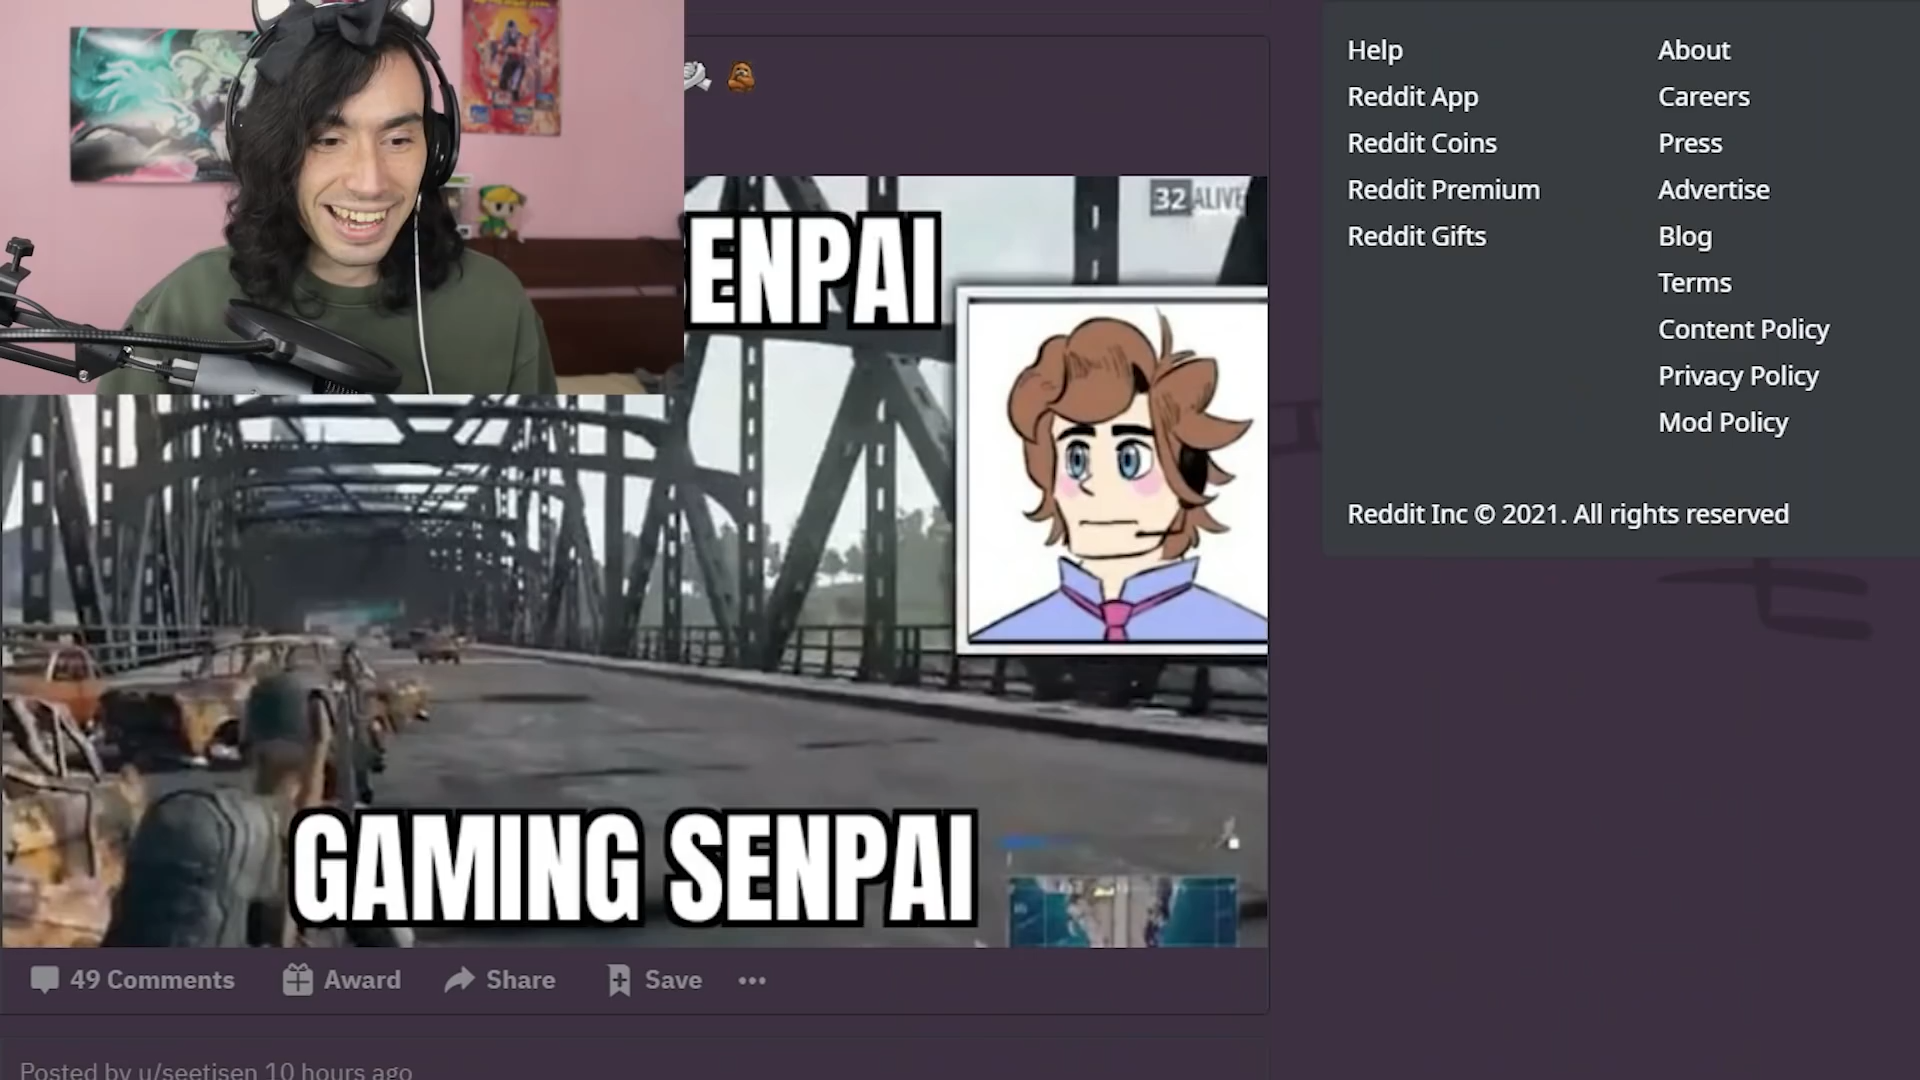 32 ALIVE
ENPAI
GAMING SENPAI
49 Comments
Award
Share
Save
Posted by u/seetisen 10 hours ago
Help
Reddit App
Reddit Coins
Reddit Premium
Reddit Gifts
About
Careers
Press
Advertise
Blog
Terms
Content Policy
Privacy Policy
Mod Policy
Reddit Inc © 2021. All rights reserved